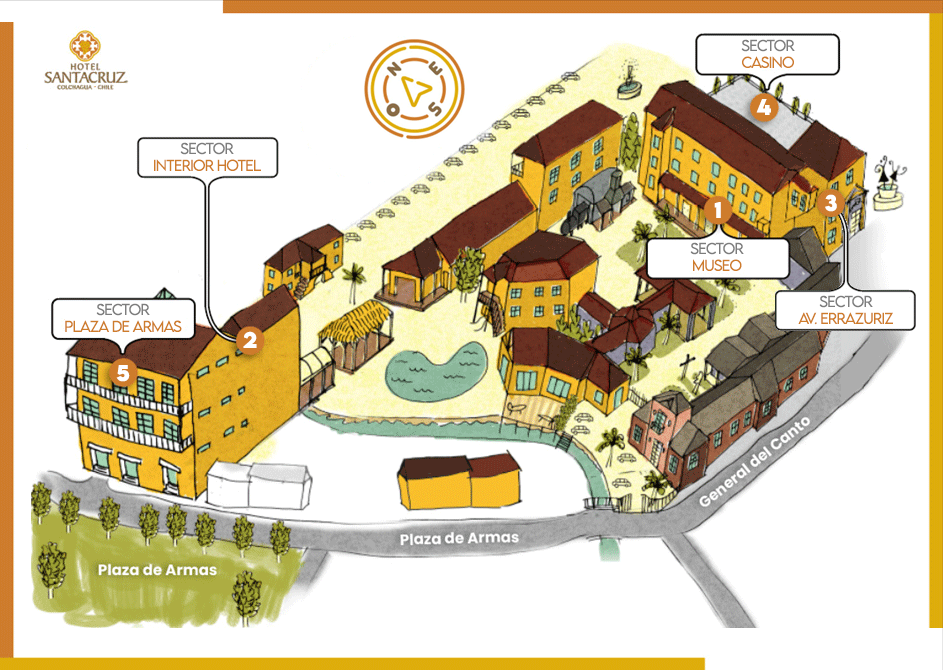 HOTEL
SANTACRUZ
COLCHAGUA - CHILE
N
E
O
S
SECTOR
CASINO
4
SECTOR
INTERIOR HOTEL
1
3
SECTOR
MUSEO
SECTOR
PLAZA DE ARMAS
SECTOR
AV. ERRAZURIZ
2
5
General del Canto
Plaza de Armas
Plaza de Armas